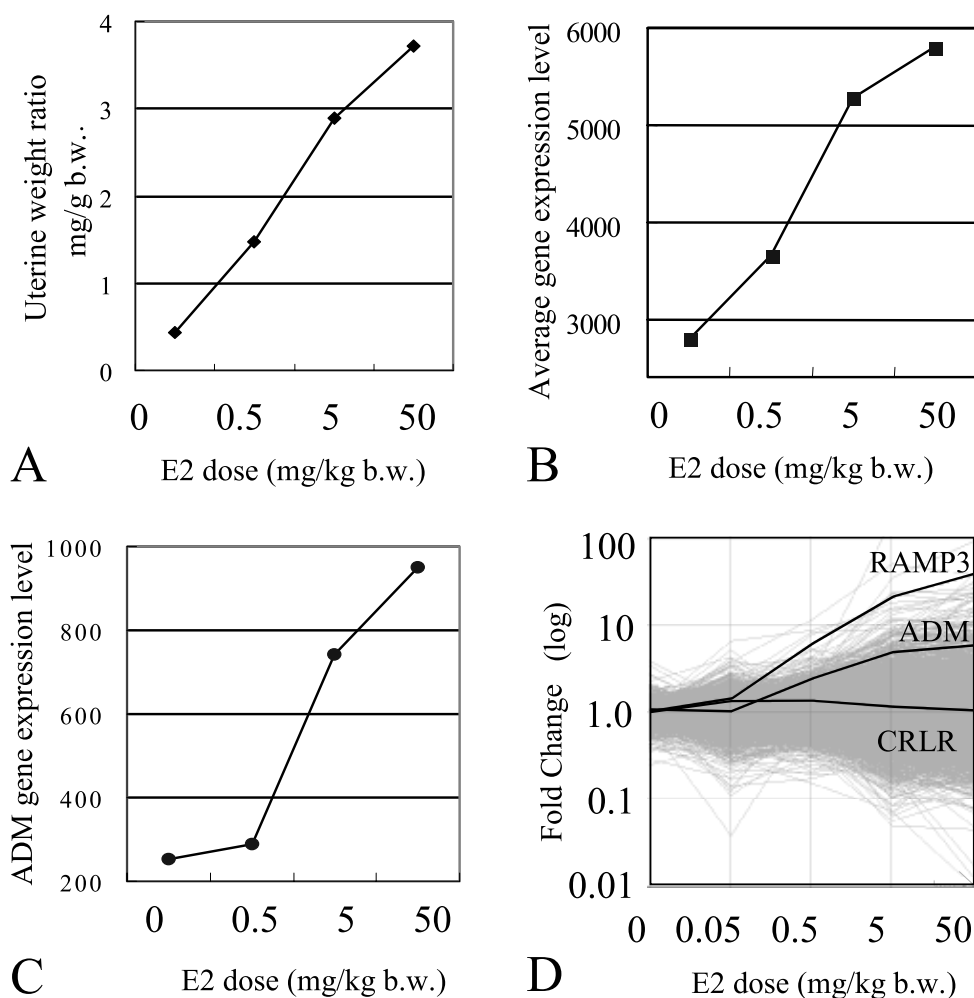 4
3
2
1
0
Uterine weight ratio
mg/g b.w..
0 0.5 5 50
E2 dose (mg/kg b.w.)
A
6000
5000
4000
3000
Average gene expression level
0 0.5 5 50
E2 dose (mg/kg b.w.)
B
1000
800
600
400
200
ADM gene expression level
0 0.5 5 50
E2 dose (mg/kg b.w.)
C
100
10
1.0
0.1
0.01
Fold Change (log)
RAMP3
ADM
CRLR
0 0.05 0.5 5 50
E2 dose (mg/kg b.w.)
D